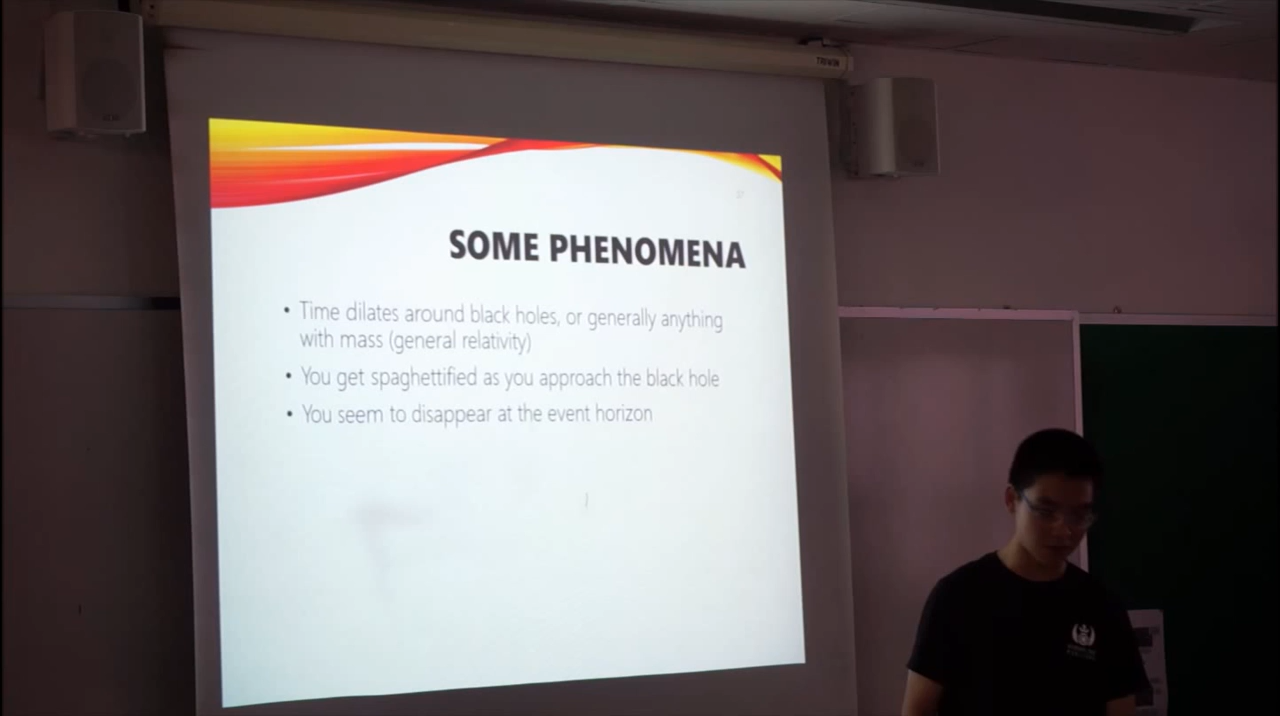 TRIWIN
SOME PHENOMENA
• Time dilates around black holes, or generally anything
with mass (general relativity)
• You get spaghettified as you approach the black hole
• You seem to disappear at the event horizon